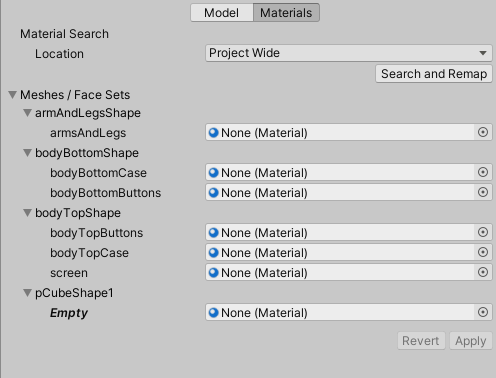 Model Materials
Material Search
Location Project Wide
Search and Remap
Meshes / Face Sets
armAndLegsShape
armsAndLegs None (Material)
bodyBottomShape
bodyBottomCase None (Material)
bodyBottomButtons None (Material)
bodyTopShape
bodyTopButtons None (Material)
bodyTopCase None (Material)
screen None (Material)
pCubeShape1
Empty None (Material)
Revert Apply